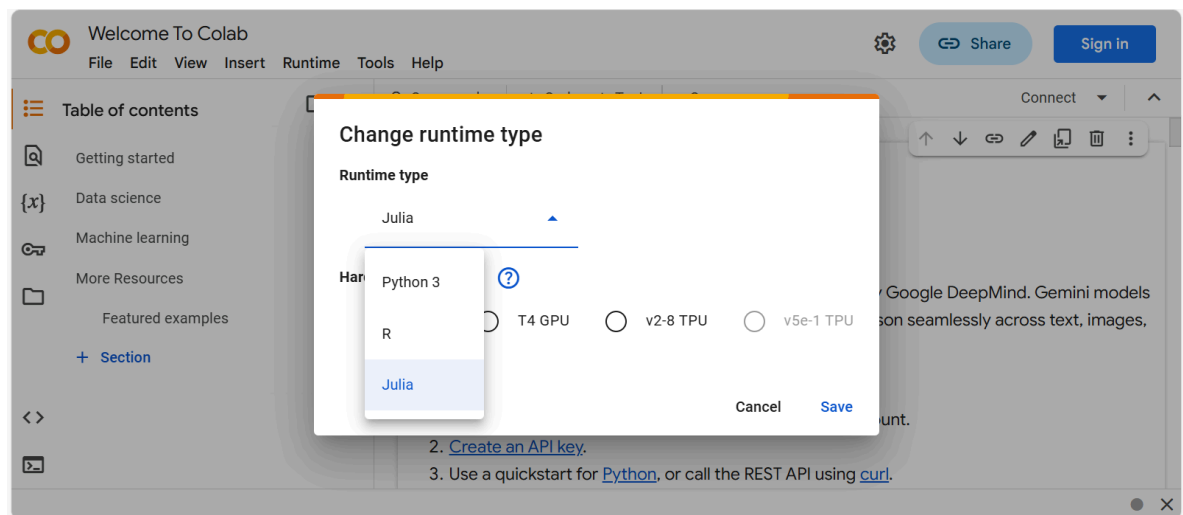 Welcome To Colab
File Edit View Insert Runtime Tools Help
Share
Sign in
Table of contents
Connect
Getting started
Data science
Machine learning
More Resources
Featured examples
+ Section
{x}
Change runtime type
Runtime type
Julia
Python 3
R
Julia
T4 GPU
v2-8 TPU
v5e-1 TPU
Cancel
Save
Google DeepMind. Gemini models
seamlessly across text, images,
2. Create an API key.
3. Use a quickstart for Python, or call the REST API using curl.